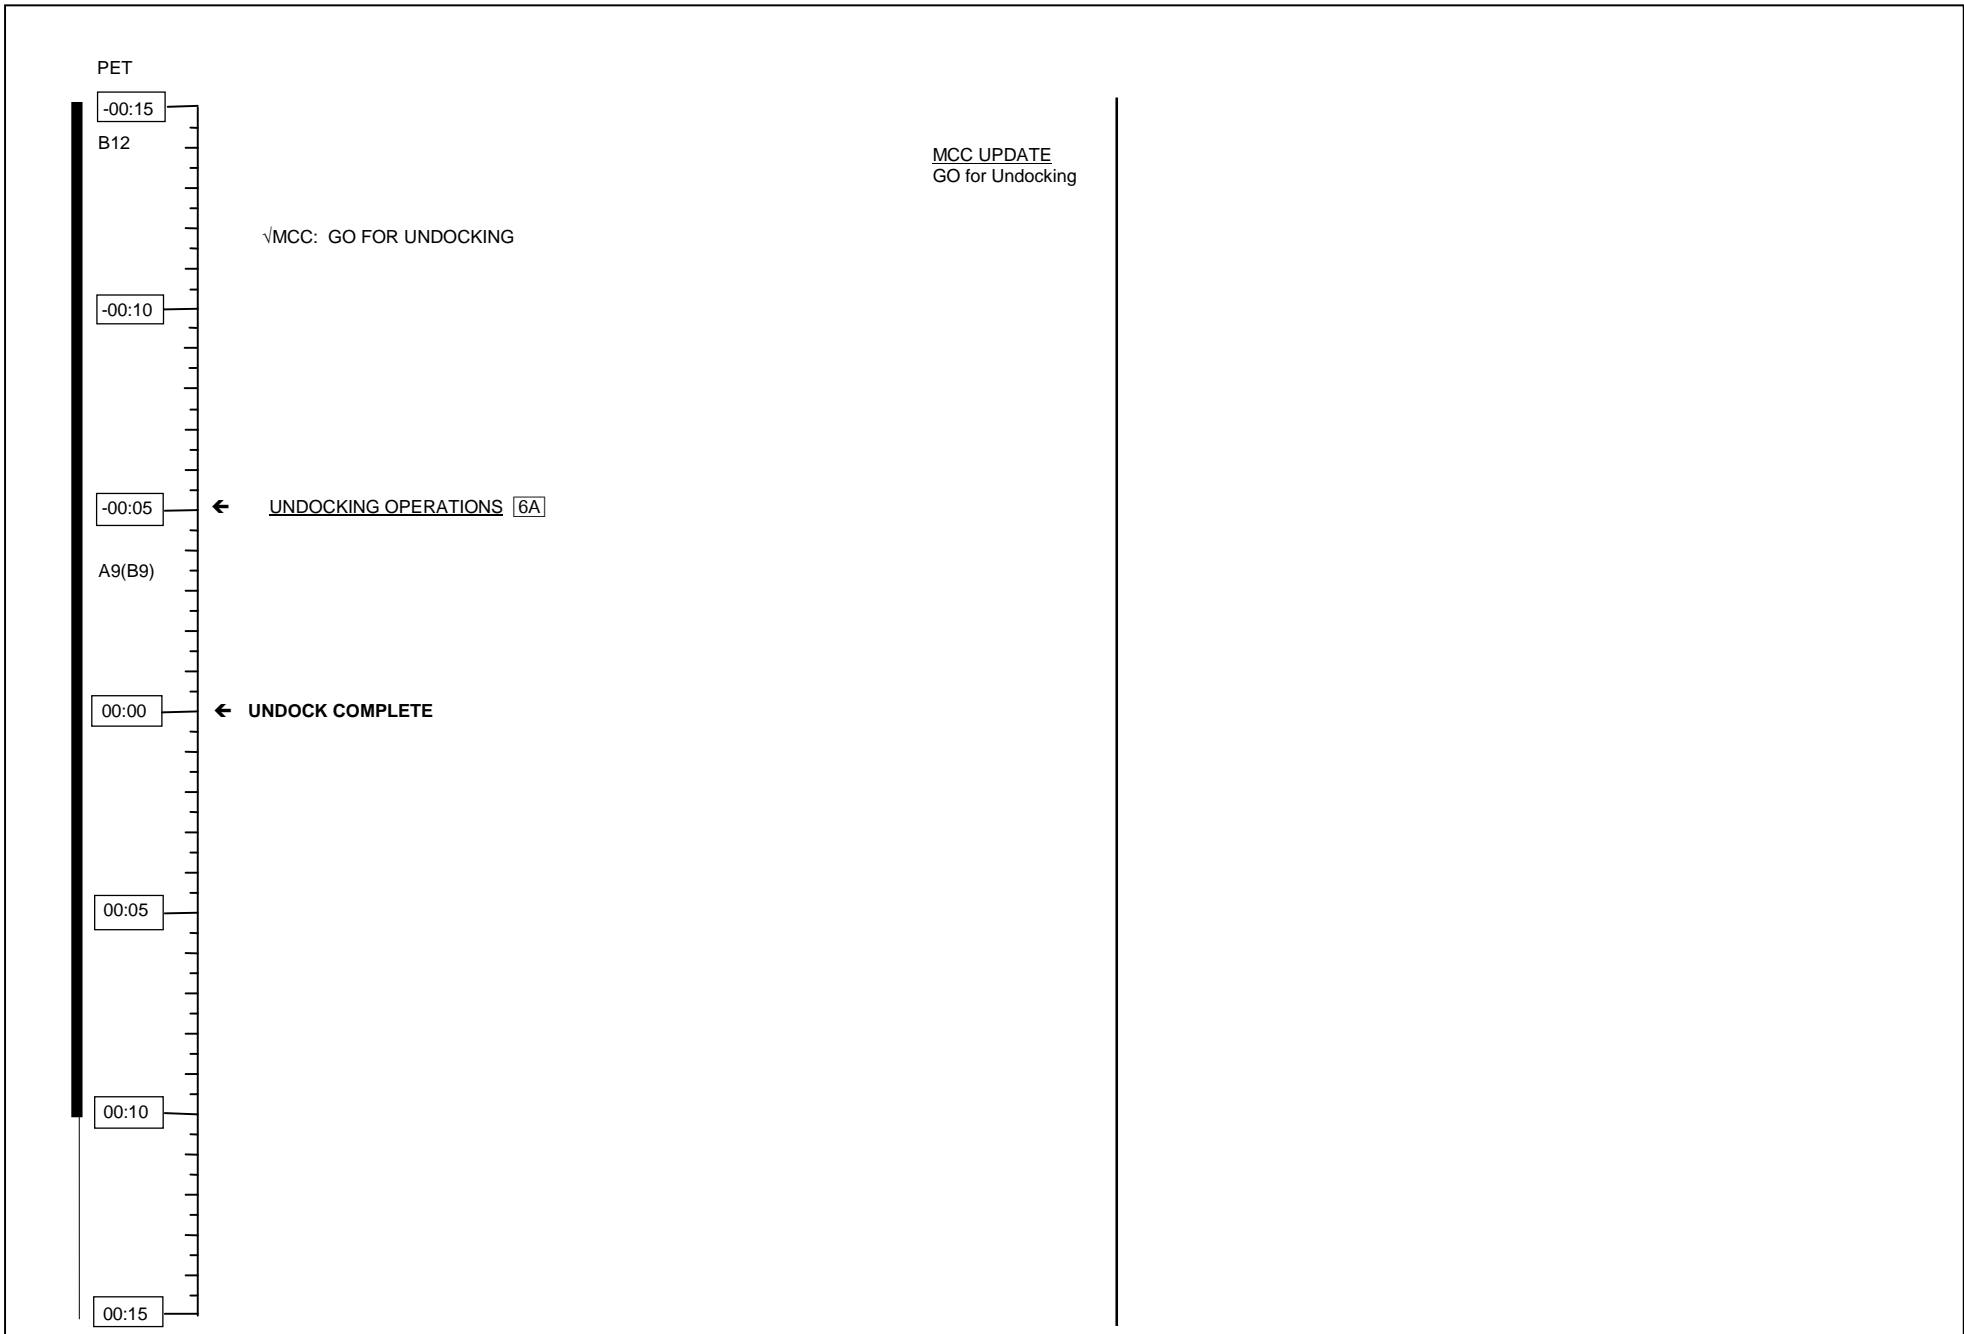 PET
-00:15
B12
MCC UPDATE
GO for Undocking
√MCC: GO FOR UNDOCKING
-00:10
-00:05
← UNDOCKING OPERATIONS 6A
A9(B9)
00:00
← UNDOCK COMPLETE
00:05
00:10
00:15